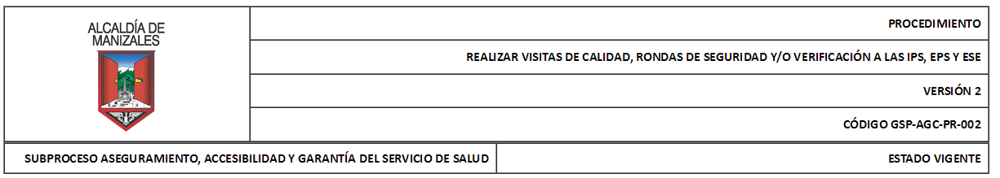 ALCALDÍA DE
MANIZALES
PROCEDIMIENTO
REALIZAR VISITAS DE CALIDAD, RONDAS DE SEGURIDAD Y/O VERIFICACIÓN A LAS IPS, EPS Y ESE
VERSIÓN 2
CÓDIGO GSP-AGC-PR-002
SUBPROCESO ASEGURAMIENTO, ACCESIBILIDAD Y GARANTÍA DEL SERVICIO DE SALUD
ESTADO VIGENTE